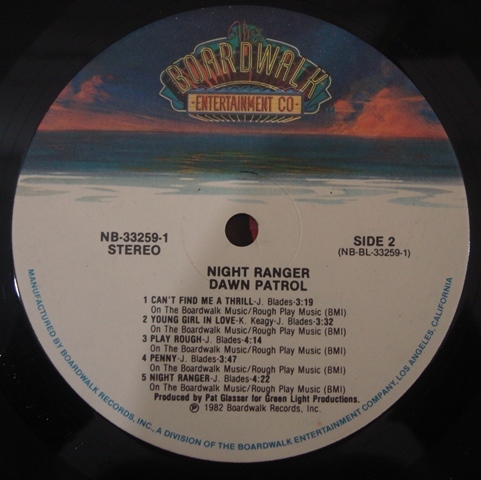 The
BOARDWALK
-ENTERTAINMENT CO-
NB-33259-1
STEREO
SIDE 2
(NB-BL-33259-1)
NIGHT RANGER
DAWN PATROL
1 CAN'T FIND ME A THRILL-J. Blades-3:19
On The Boardwalk Music/Rough Play Music (BMI)
2 YOUNG GIRL IN LOVE-K. Keagy-J. Blades-3:32
On The Boardwalk Music/Rough Play Music (BMI)
3 PLAY ROUGH-J. Blades-4:14
On The Boardwalk Music/Rough Play Music (BMI)
4 PENNY-J. Blades-3:47
On The Boardwalk Music/Rough Play Music (BMI)
5 NIGHT RANGER-J. Blades-4:22
On The Boardwalk Music/Rough Play Music (BMI)
Produced by Pat Glasser for Green Light Productions.
℗ 1982 Boardwalk Records, Inc.
MANUFACTURED BY BOARDWALK RECORDS, INC., A DIVISION OF THE BOARDWALK ENTERTAINMENT COMPANY, LOS ANGELES, CALIFORNIA